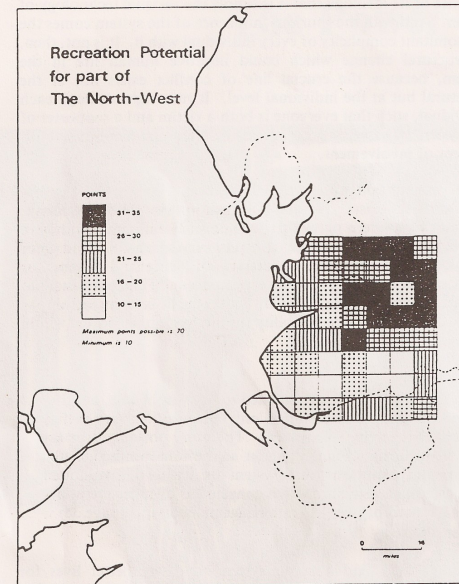 Recreation Potential
for part of
The North-West
POINTS
31-35
26-30
21-25
16-20
10-15
Maximum points possible is 70
Minimum is 10
0 16
miles